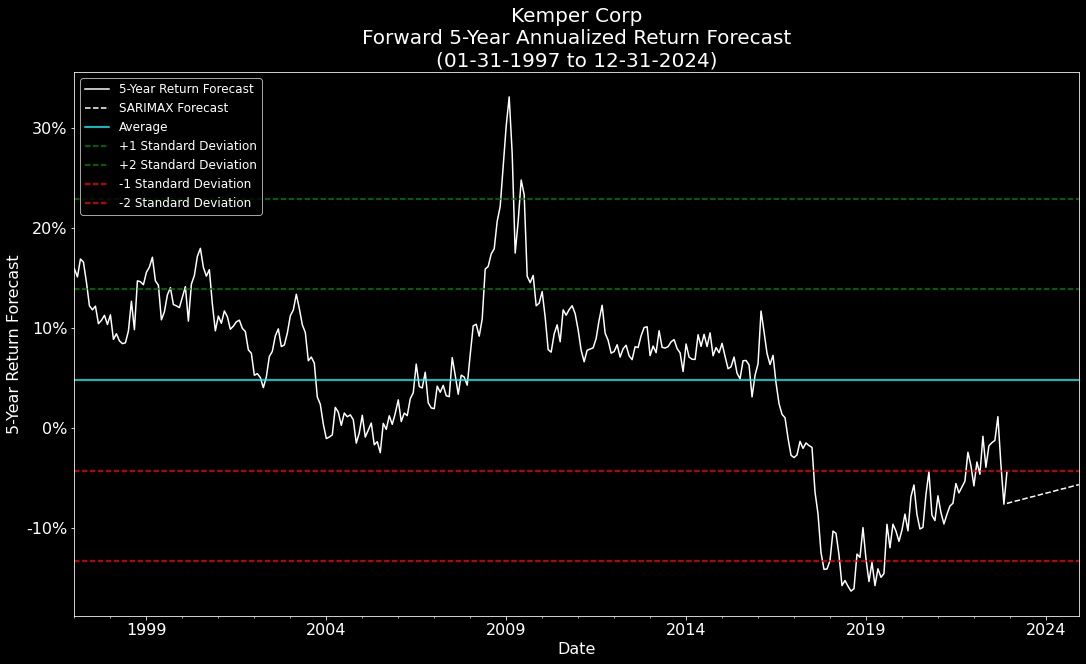 Kemper Corp
Forward 5-Year Annualized Return Forecast
(01-31-1997 to 12-31-2024)
5-Year Return Forecast
SARIMAX Forecast
Average
+1 Standard Deviation
+2 Standard Deviation
-1 Standard Deviation
-2 Standard Deviation
30%
20%
10%
0%
-10%
5-Year Return Forecast
1999 2004 2009 2014 2019 2024
Date